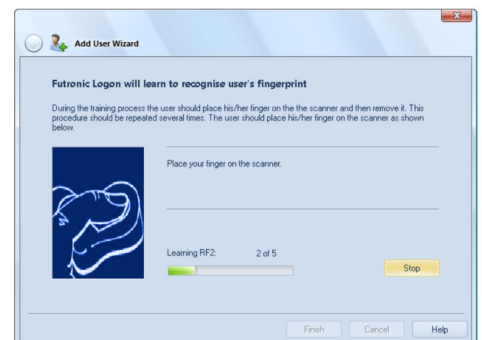 Add User Wizard
Futronic Logon will learn to recognise user's fingerprint
During the training process the user should place his/her finger on the the scanner and then remove it. This
procedure should be repeated several times. The user should place his/her finger on the scanner as shown
below.
Place your finger on the scanner.
Learning RF2: 2 of 5
Stop
Finish Cancel Help